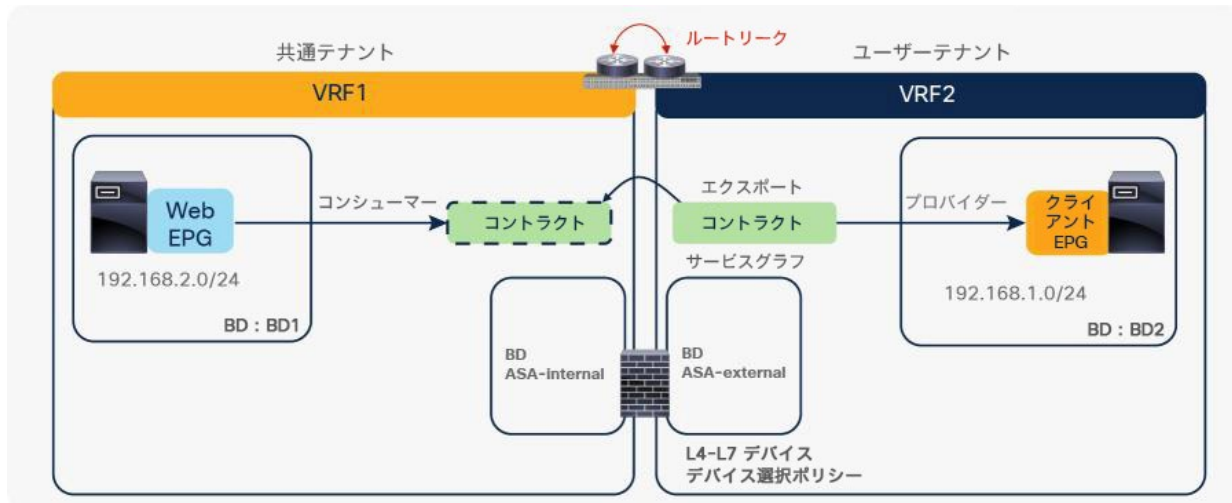 ルートリーク
共通テナント
ユーザーテナント
VRF1
VRF2
Web
EPG
コンシューマー
コントラクト
エクスポート
コントラクト
プロバイダー
クライ
アント
EPG
192.168.2.0/24
サービスグラフ
192.168.1.0/24
BD：BD1
BD：BD2
BD
ASA-internal
BD
ASA-external
L4-L7 デバイス
デバイス選択ポリシー